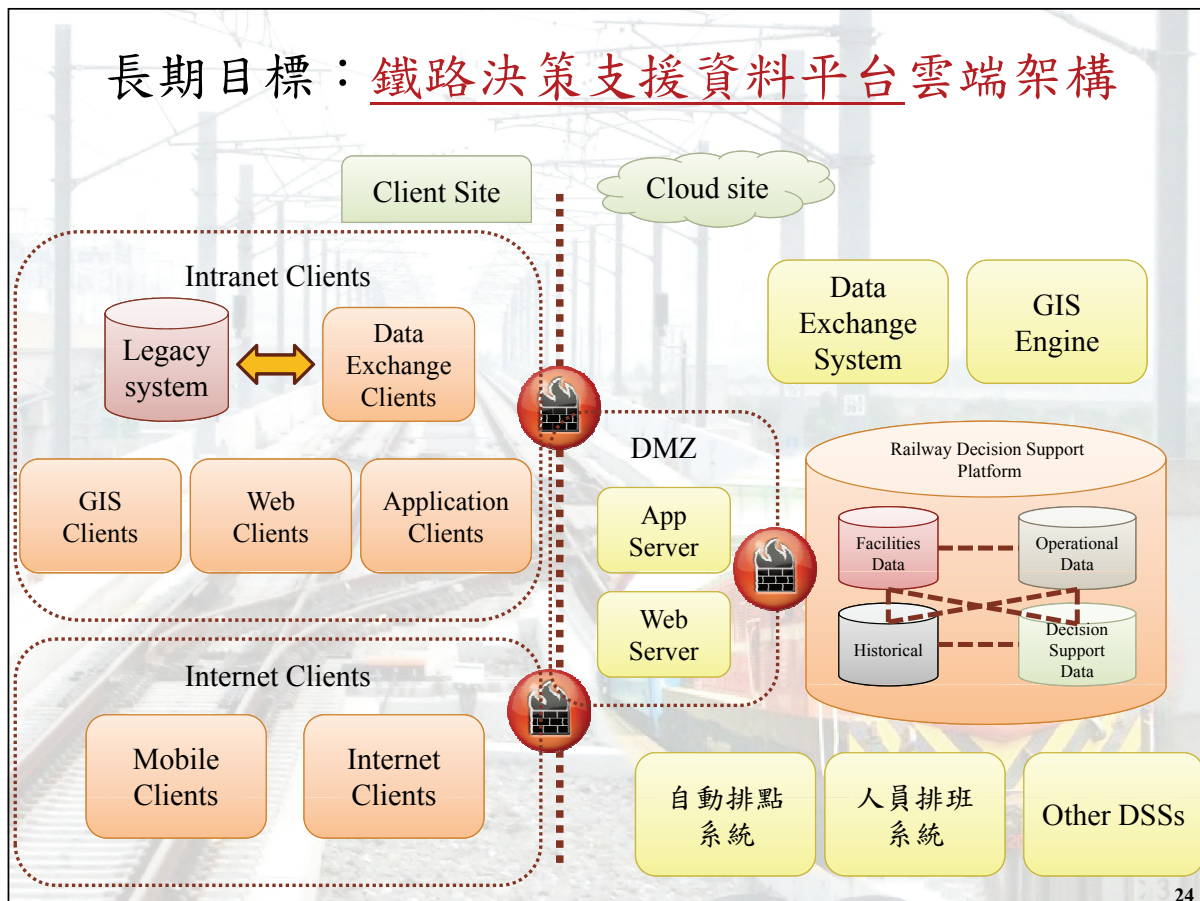 長期目標：鐵路決策支援資料平台雲端架構
Client Site
Cloud site
Intranet Clients
Legacy
system
Data
Exchange
Clients
GIS
Clients
Web
Clients
Application
Clients
Internet Clients
Mobile
Clients
Internet
Clients
DMZ
App
Server
Web
Server
Data
Exchange
System
GIS
Engine
Railway Decision Support
Platform
Facilities
Data
Operational
Data
Historical
Decision
Support
Data
自動排點
系統
人員排班
系統
Other DSSs
24